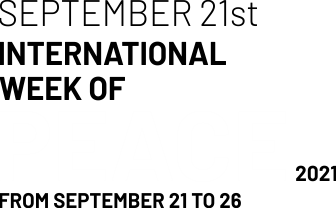 SEPTEMBER 21st
INTERNATIONAL
WEEK OF
2021
FROM SEPTEMBER 21 TO 26